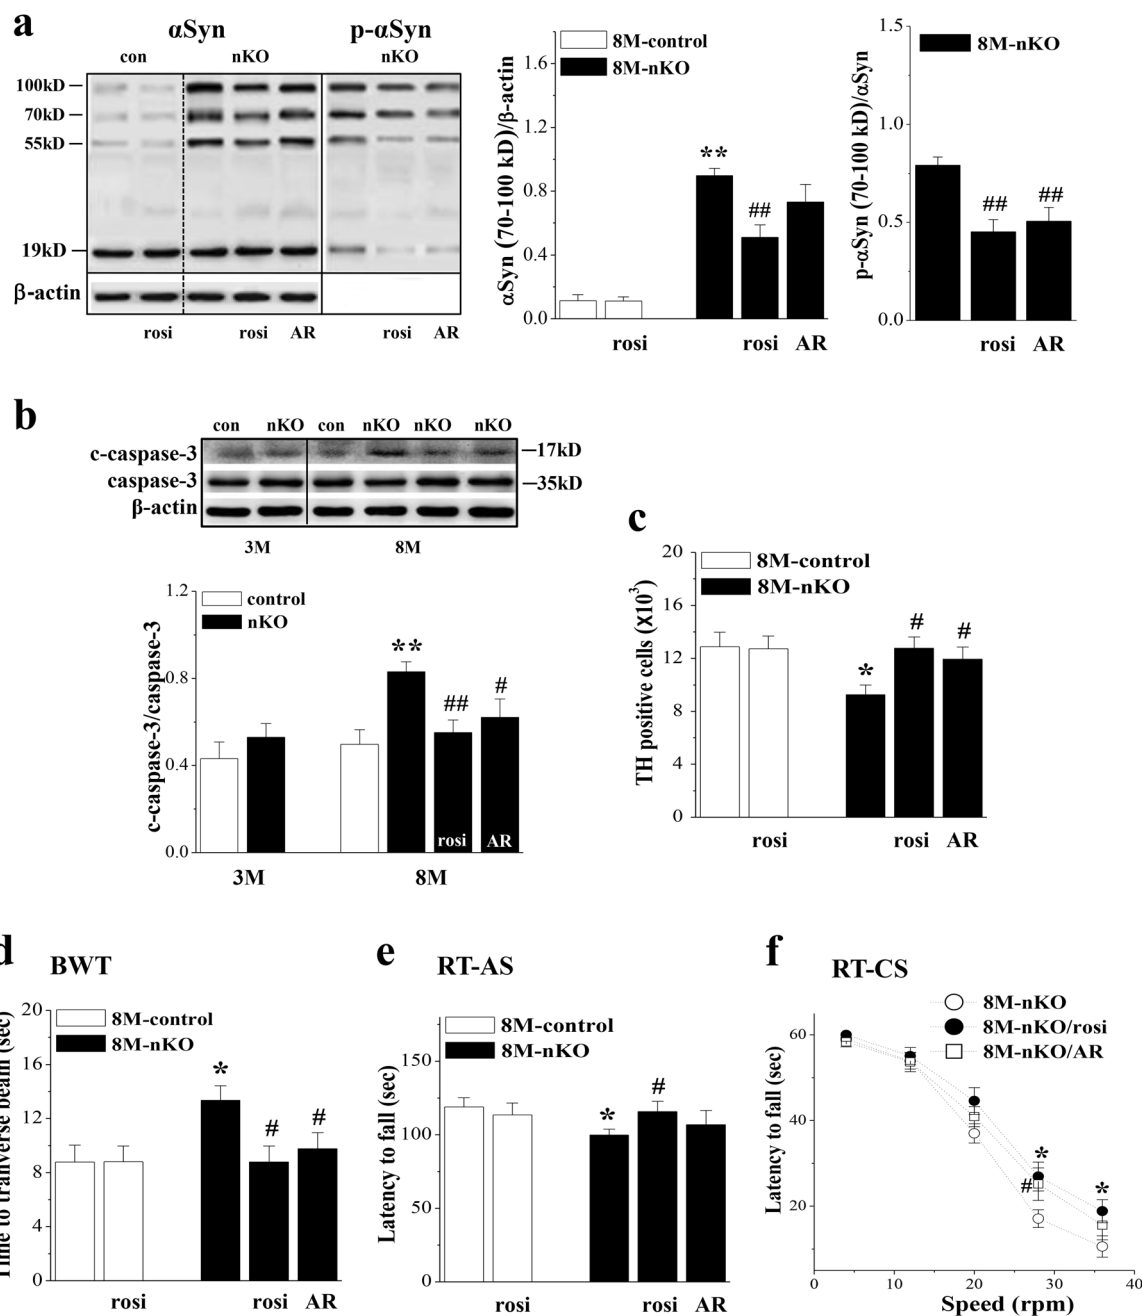 a
αSyn p-αSyn
con nKO nKO
100kD
70kD
55kD
19kD
β-actin
rosi rosi AR rosi AR
8M-control
8M-nKO
αSyn (70-100 kD)/β-actin
1.6
1.2
0.8
0.4
0.0
**
##
rosi rosi AR
8M-nKO
p-αSyn (70-100 kD)/αSyn
1.5
1.0
0.5
0.0
## ##
rosi AR
b
con nKO con nKO nKO nKO
c-caspase-3 17kD
caspase-3 35kD
β-actin
3M 8M
control
nKO
c-caspase-3/caspase-3
1.2
0.8
0.4
0.0
**
##
#
rosi AR
3M 8M
c
8M-control
8M-nKO
TH positive cells (x10³)
20
16
12
8
4
0
*
#
#
rosi rosi AR
d BWT
8M-control
8M-nKO
Time to tranverse beam (sec)
20
16
12
8
4
0
*
#
#
rosi rosi AR
e RT-AS
8M-control
8M-nKO
Latency to fall (sec)
150
100
50
0
*
#
rosi rosi AR
f RT-CS
8M-nKO
8M-nKO/rosi
8M-nKO/AR
Latency to fall (sec)
60
40
20
#
*
*
0 10 20 30 40
Speed (rpm)